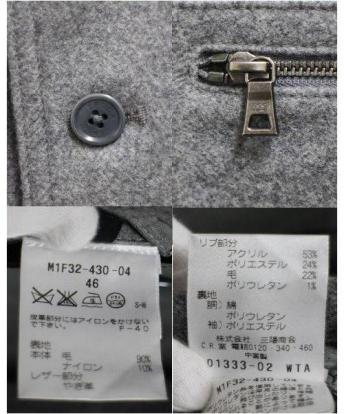 M1F32-430-04
46
S-N
皮革部分にはアイロンをかけない
で下さい。 P-40
表地
本体 毛 90%
ナイロン 10%
レザー部分
やぎ革
リブ部分
アクリル 53%
ポリエステル 24%
毛 22%
ポリウレタン 1%
裏地
胴) 綿
ポリウレタン
袖) ポリエステル
株式会社 三陽商会
C.R室 電話0120-340-460
中国製
01333-02 WTA
M1F32-430-04